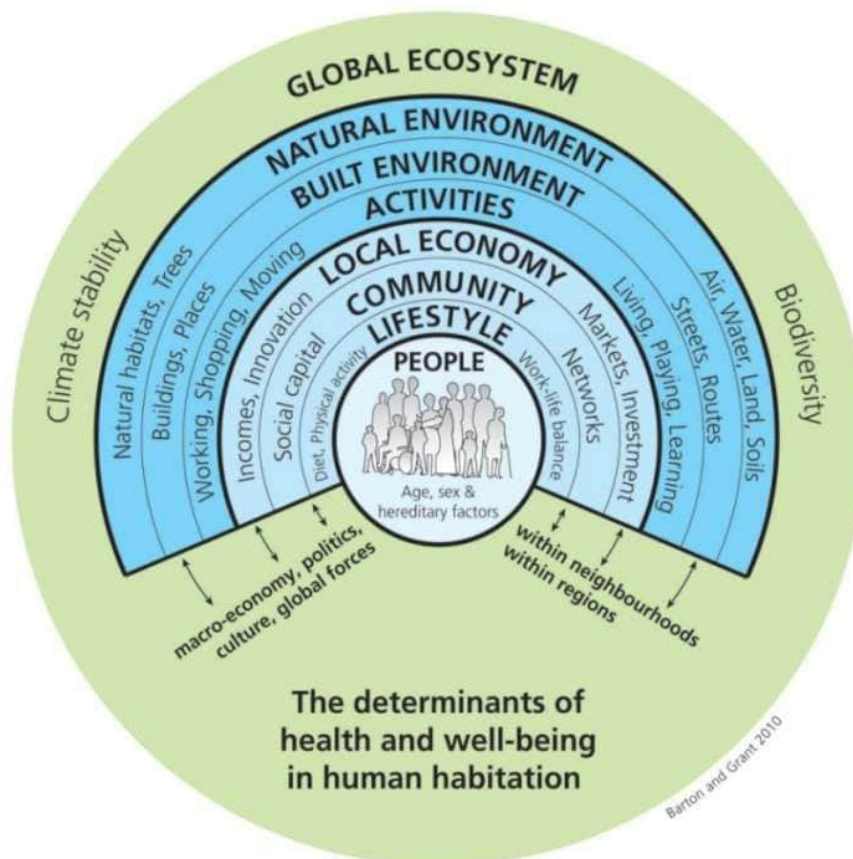 GLOBAL ECOSYSTEM
NATURAL ENVIRONMENT
BUILT ENVIRONMENT
ACTIVITIES
LOCAL ECONOMY
COMMUNITY
LIFESTYLE
PEOPLE
Climate stability
Natural habitats, Trees
Buildings, Places
Working, Shopping, Moving
Incomes, Innovation
Social capital
Diet, Physical activity
Work-life balance
Networks
Markets, Investment
Living, Playing, Learning
Streets, Routes
Air, Water, Land, Soils
Biodiversity
Age, sex &
hereditary factors
macro-economy, politics,
culture, global forces
within neighbourhoods
within regions
The determinants of
health and well-being
in human habitation
Barton and Grant 2010